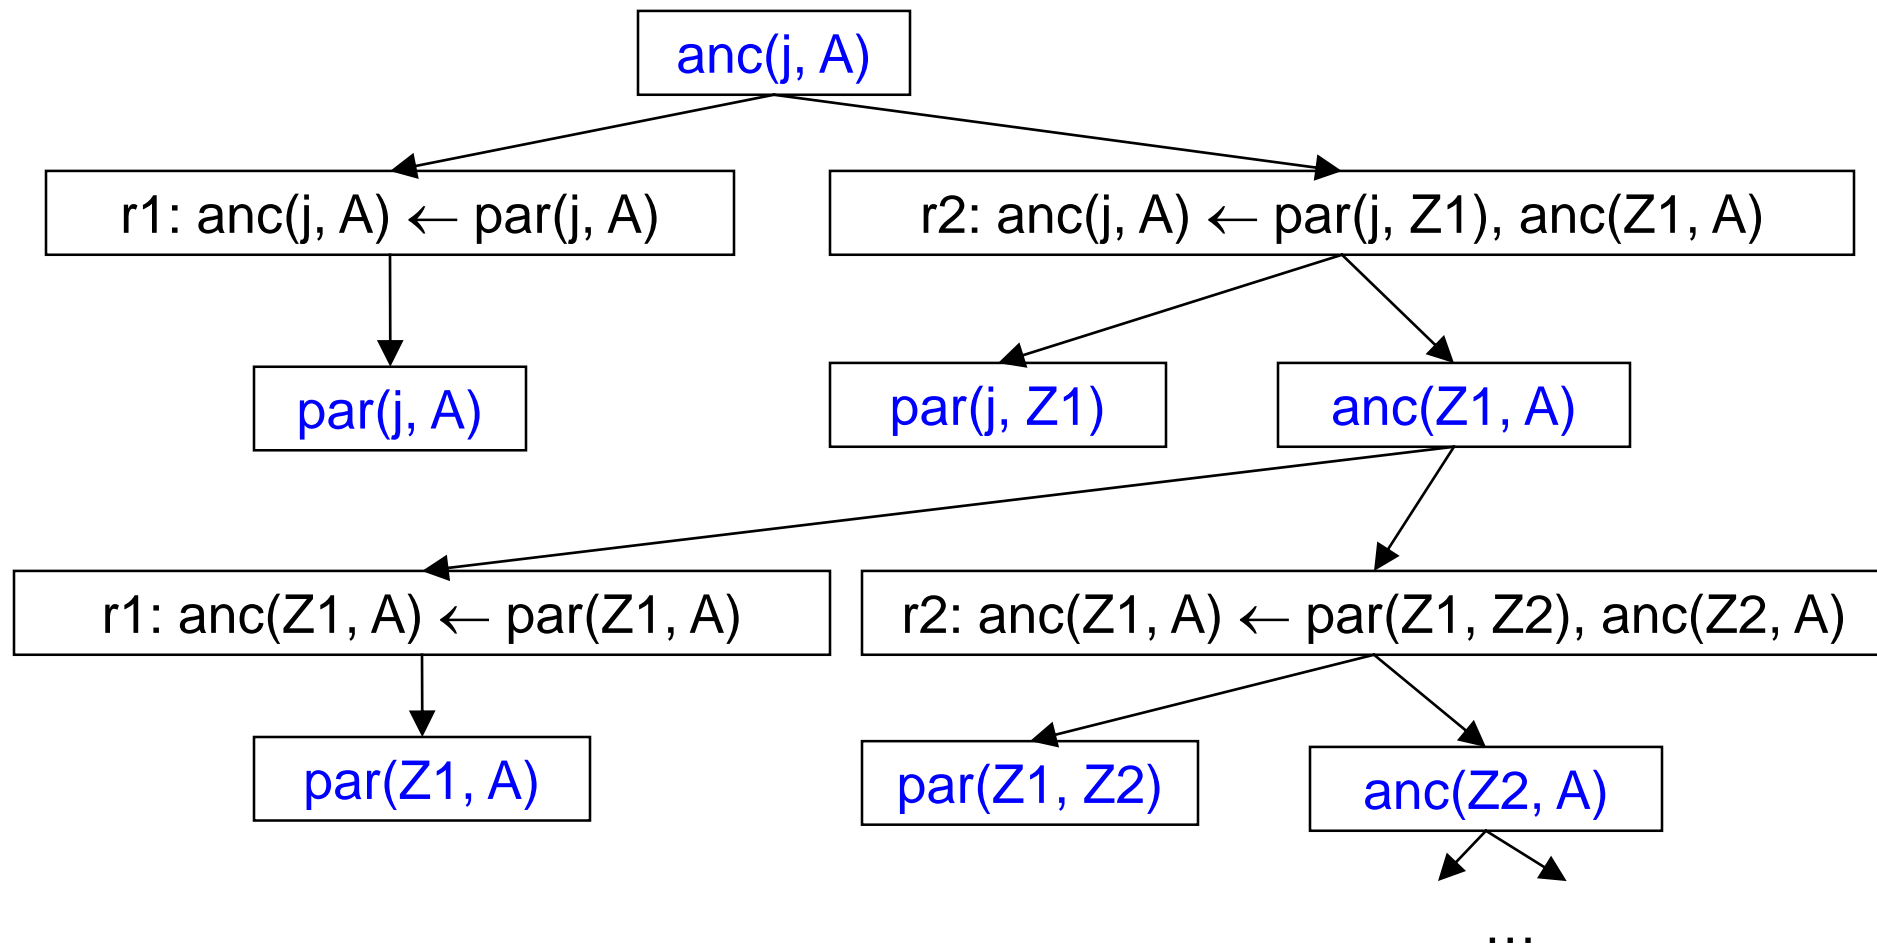 anc(j, A)
r1: anc(j, A) ← par(j, A)
r2: anc(j, A) ← par(j, Z1), anc(Z1, A)
par(j, A)
par(j, Z1)
anc(Z1, A)
r1: anc(Z1, A) ← par(Z1, A)
r2: anc(Z1, A) ← par(Z1, Z2), anc(Z2, A)
par(Z1, A)
par(Z1, Z2)
anc(Z2, A)
...